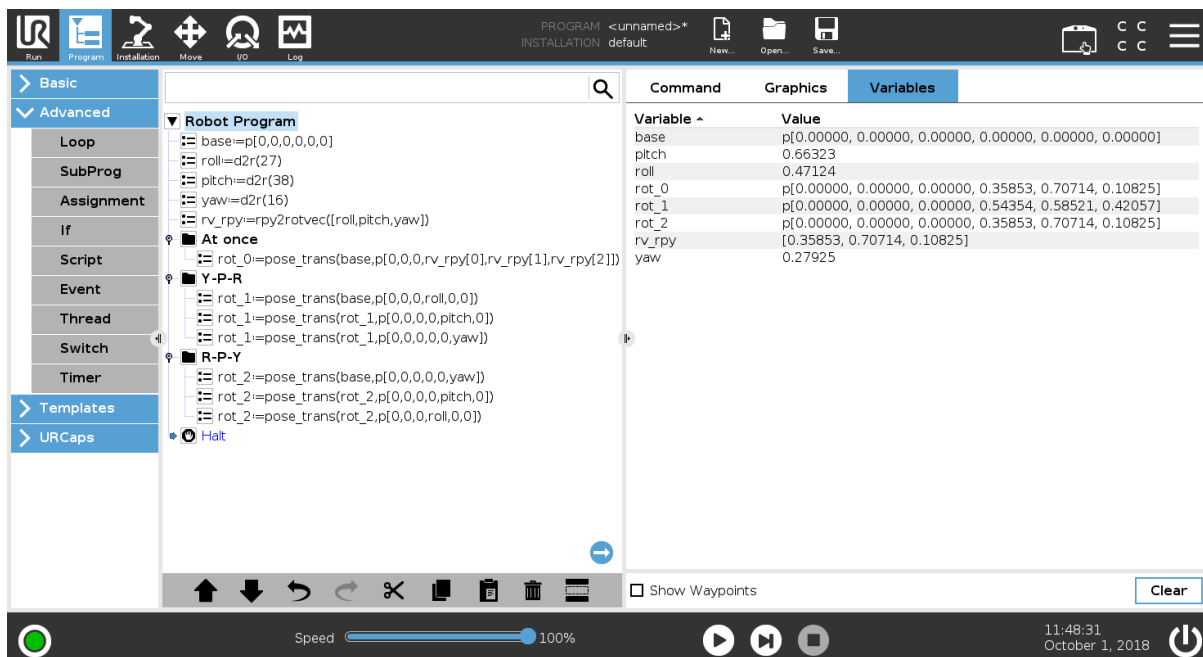 UR
Run
Program
Installation
Move
I/O
Log
PROGRAM <unnamed>*
INSTALLATION default
New...
Open...
Save...
C C
C C
Basic
Advanced
Loop
SubProg
Assignment
If
Script
Event
Thread
Switch
Timer
Templates
URCaps
Robot Program
base:=p[0,0,0,0,0,0]
roll:=d2r(27)
pitch:=d2r(38)
yaw:=d2r(16)
rv_rpy:=rpy2rotvec([roll,pitch,yaw])
At once
rot_0:=pose_trans(base,p[0,0,0,rv_rpy[0],rv_rpy[1],rv_rpy[2]])
Y-P-R
rot_1:=pose_trans(base,p[0,0,0,roll,0,0])
rot_1:=pose_trans(rot_1,p[0,0,0,0,pitch,0])
rot_1:=pose_trans(rot_1,p[0,0,0,0,0,yaw])
R-P-Y
rot_2:=pose_trans(base,p[0,0,0,0,0,yaw])
rot_2:=pose_trans(rot_2,p[0,0,0,0,pitch,0])
rot_2:=pose_trans(rot_2,p[0,0,0,roll,0,0])
Halt
Command Graphics Variables
Variable Value
base p[0.00000, 0.00000, 0.00000, 0.00000, 0.00000, 0.00000]
pitch 0.66323
roll 0.47124
rot_0 p[0.00000, 0.00000, 0.00000, 0.35853, 0.70714, 0.10825]
rot_1 p[0.00000, 0.00000, 0.00000, 0.54354, 0.58521, 0.42057]
rot_2 p[0.00000, 0.00000, 0.00000, 0.35853, 0.70714, 0.10825]
rv_rpy [0.35853, 0.70714, 0.10825]
yaw 0.27925
Show Waypoints
Clear
Speed 100%
11:48:31
October 1, 2018